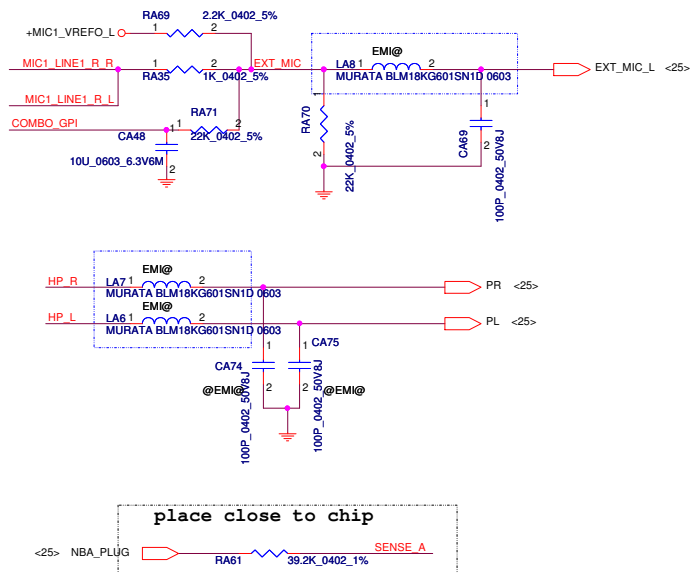 RA69 2.2K_0402_5%
+MIC1_VREFO_L 1 2
MIC1_LINE1_R_R 1 2 EXT_MIC
RA35 1K_0402_5%
EMI@
LA8 1 2 EXT_MIC_L <25>
MURATA BLM18KG601SN1D 0603
MIC1_LINE1_R_L
RA71
COMBO_GPI 1 1 2
22K_0402_5%
CA48
10U_0603_6.3V6M
2
1
RA70
2
22K_0402_5%
1
CA69
2
100P_0402_50V8J
EMI@
HP_R LA7 1 2 PR <25>
MURATA BLM18KG601SN1D 0603
EMI@
HP_L LA6 1 2 PL <25>
MURATA BLM18KG601SN1D 0603
1 1 CA75
CA74
2 2
@EMI@ @EMI@
100P_0402_50V8J
100P_0402_50V8J
place close to chip
<25> NBA_PLUG SENSE_A
RA61 39.2K_0402_1%